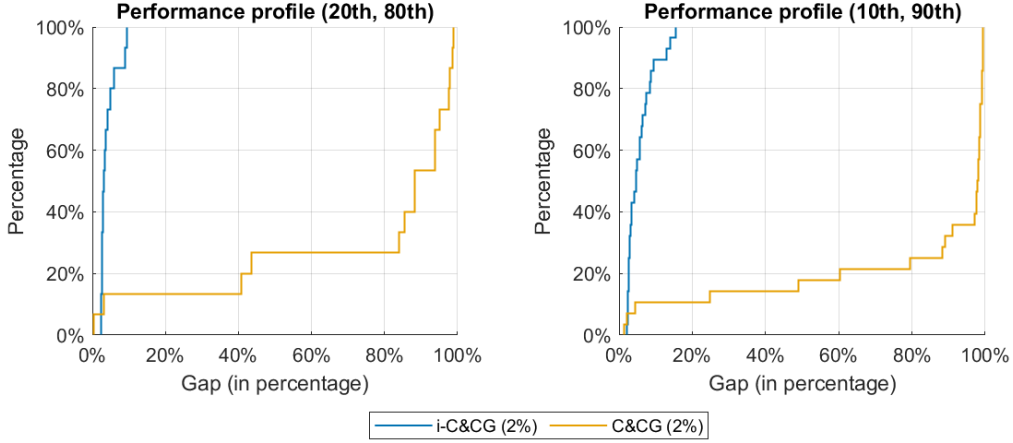 Performance profile (20th, 80th)
100%
80%
60%
40%
20%
0%
Percentage
0% 20% 40% 60% 80% 100%
Gap (in percentage)
Performance profile (10th, 90th)
100%
80%
60%
40%
20%
0%
Percentage
0% 20% 40% 60% 80% 100%
Gap (in percentage)
i-C&CG (2%) C&CG (2%)